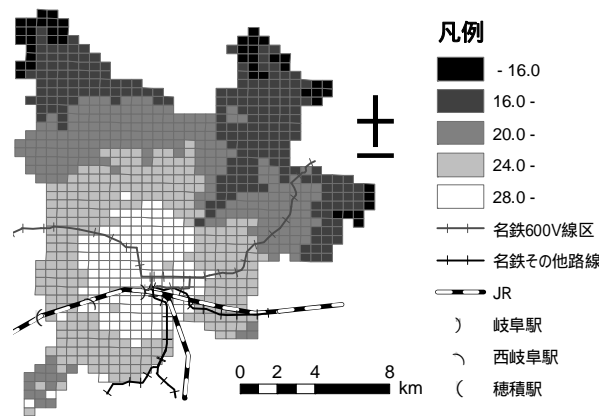 凡例
- 16.0
16.0 -
20.0 -
24.0 -
28.0 -
名鉄600V線区
名鉄その他路線
JR
岐阜駅
西岐阜駅
穂積駅
0 2 4 8
km